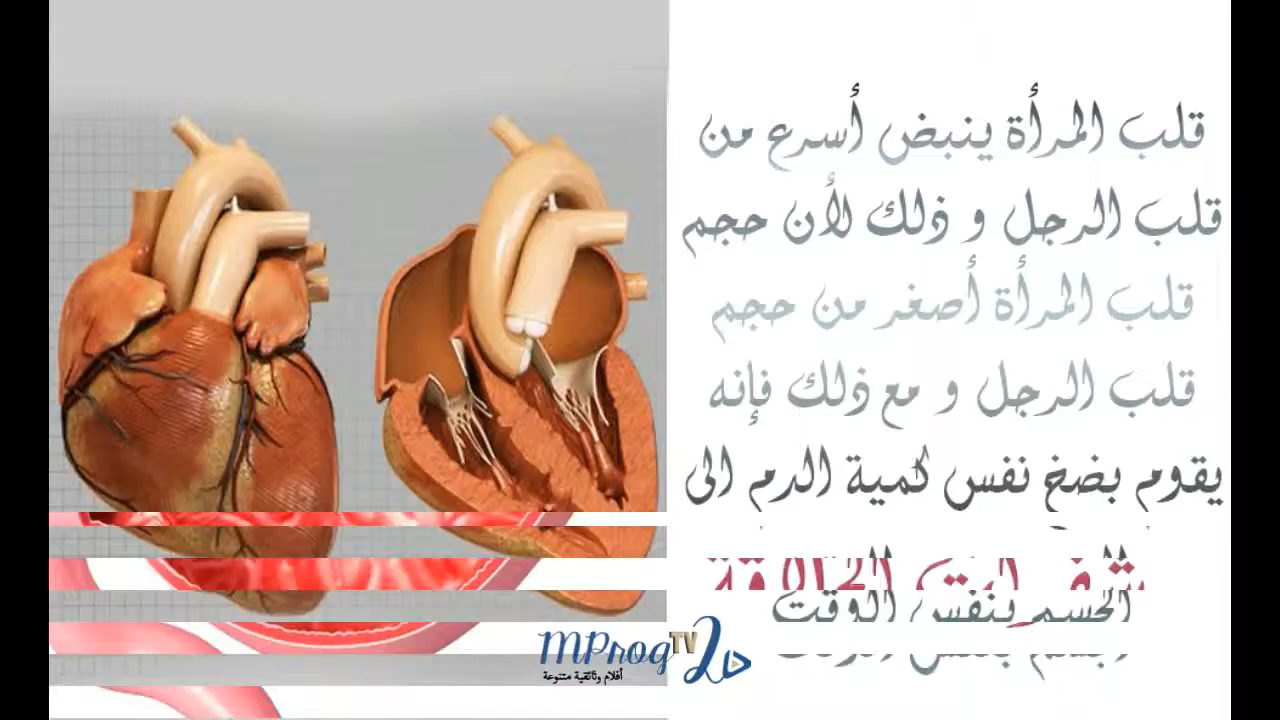 قلب المرأة ينبض أسرع من
قلب الرجل و ذلك لأن حجم
قلب المرأة أصغر من حجم
قلب الرجل و مع ذلك فإنه
يقوم بضخ نفس كمية الدم الى
الجسم بنفس الوقت
MProg TV 2
أفلام وثائقية متنوعة